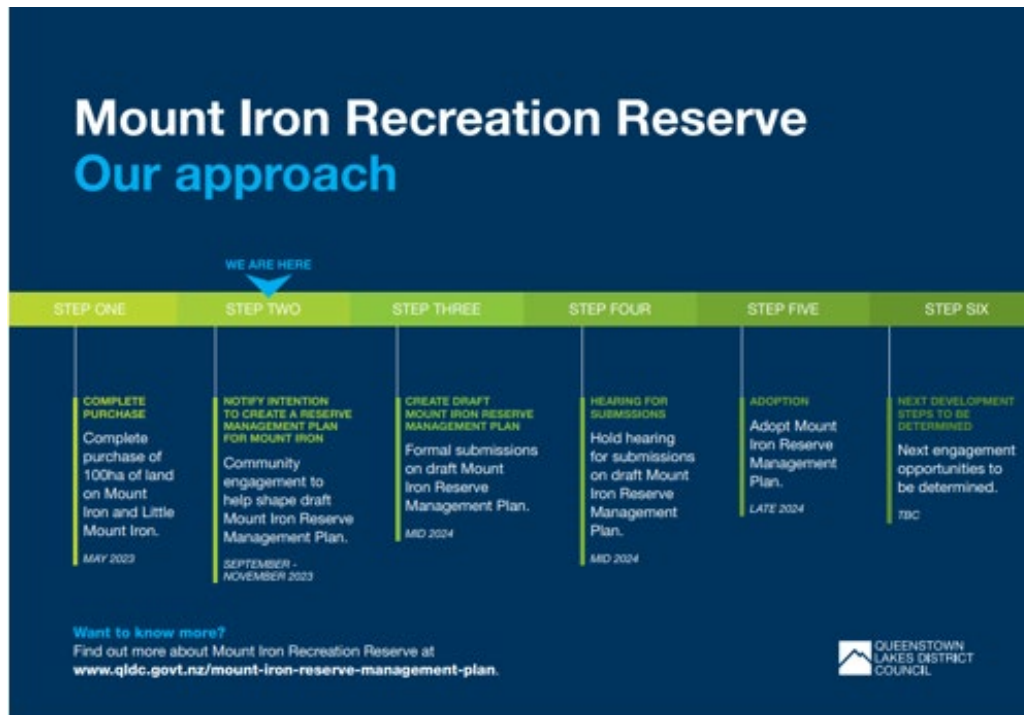 Mount Iron Recreation Reserve
Our approach
WE ARE HERE
STEP ONE
STEP TWO
STEP THREE
STEP FOUR
STEP FIVE
STEP SIX
COMPLETE
PURCHASE
Complete
purchase of
100ha of land
on Mount
Iron and Little
Mount Iron.
MAY 2023
NOTIFY INTENTION
TO CREATE A RESERVE
MANAGEMENT PLAN
FOR MOUNT IRON
Community
engagement to
help shape draft
Mount Iron Reserve
Management Plan.
SEPTEMBER -
NOVEMBER 2023
CREATE DRAFT
MOUNT IRON RESERVE
MANAGEMENT PLAN
Formal submissions
on draft Mount
Iron Reserve
Management Plan.
MID 2024
HEARING FOR
SUBMSSIONS
Hold hearing
for submissions
on draft Mount
Iron Reserve
Management
Plan.
MID 2024
ADOPTION
Adopt Mount
Iron Reserve
Management
Plan.
LATE 2024
NEXT DEVELOPMENT
STEPS TO BE
DETERMINED
Next engagement
opportunities to
be determined.
TBC
Want to know more?
Find out more about Mount Iron Recreation Reserve at
www.qldc.govt.nz/mount-iron-reserve-management-plan.
QUEENSTOWN
LAKES DISTRICT
COUNCIL